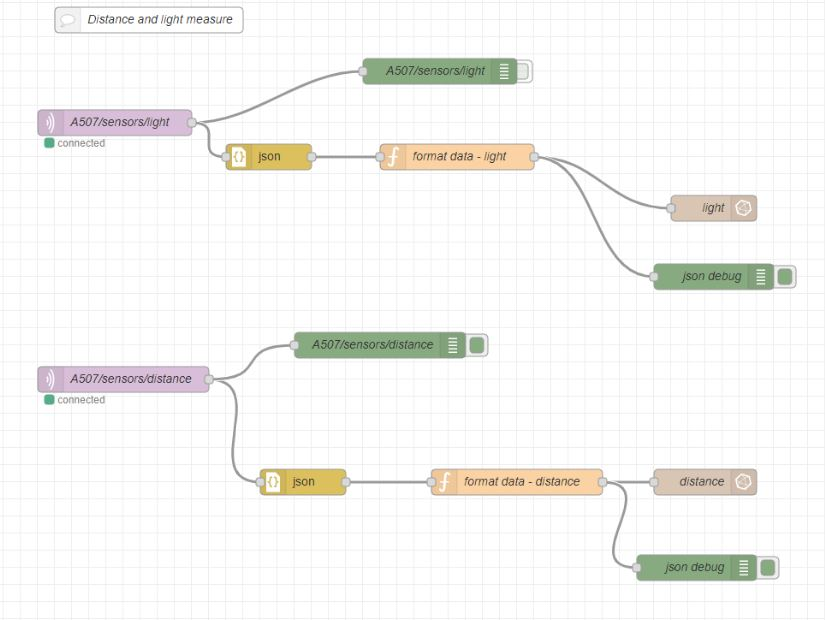 Distance and light measure
A507/sensors/light
A507/sensors/light
connected
json
format data - light
light
json debug
A507/sensors/distance
A507/sensors/distance
connected
json
format data - distance
distance
json debug